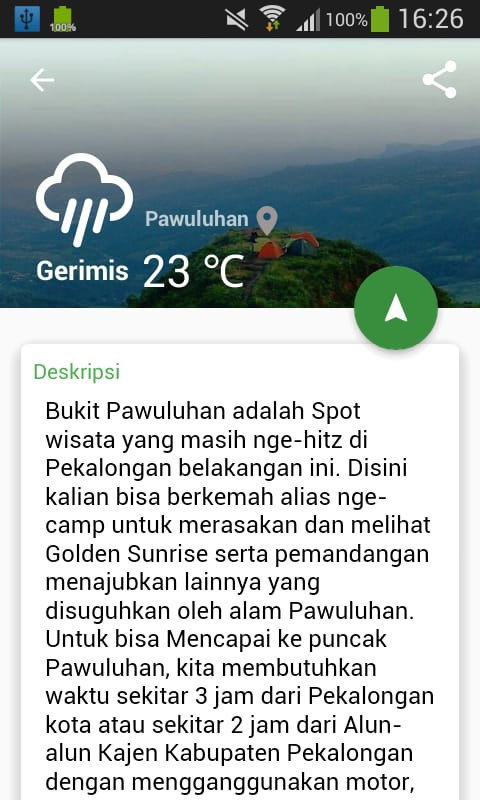 100%
100%
16:26
Pawuluhan
Gerimis 23 °C
Deskripsi
Bukit Pawuluhan adalah Spot
wisata yang masih nge-hitz di
Pekalongan belakangan ini. Disini
kalian bisa berkemah alias nge-
camp untuk merasakan dan melihat
Golden Sunrise serta pemandangan
menajubkan lainnya yang
disuguhkan oleh alam Pawuluhan.
Untuk bisa Mencapai ke puncak
Pawuluhan, kita membutuhkan
waktu sekitar 3 jam dari Pekalongan
kota atau sekitar 2 jam dari Alun-
alun Kajen Kabupaten Pekalongan
dengan mengganggunakan motor,